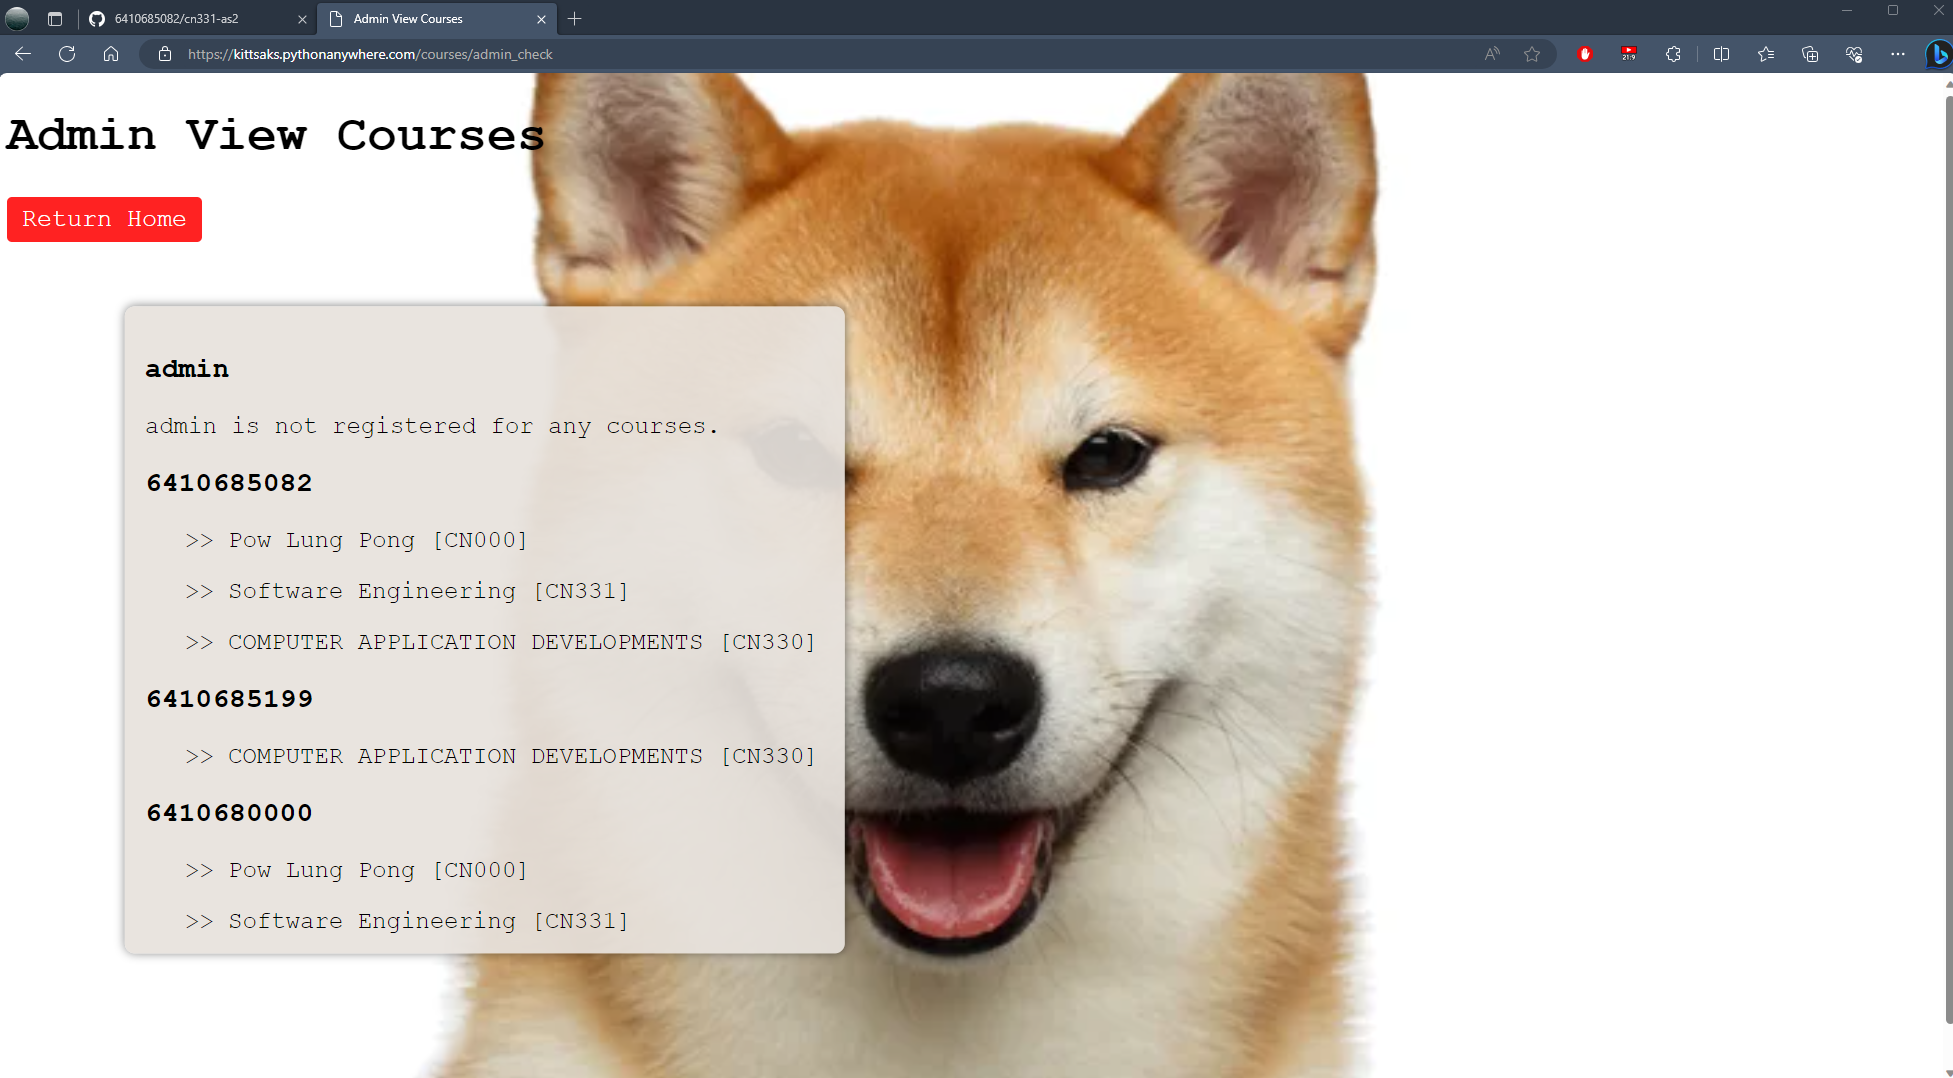 6410685082/cn331-as2
Admin View Courses
https://kittsaks.pythonanywhere.com/courses/admin_check
21:9
Admin View Courses
Return Home
admin
admin is not registered for any courses.
6410685082
>> Pow Lung Pong [CN000]
>> Software Engineering [CN331]
>> COMPUTER APPLICATION DEVELOPMENTS [CN330]
6410685199
>> COMPUTER APPLICATION DEVELOPMENTS [CN330]
6410680000
>> Pow Lung Pong [CN000]
>> Software Engineering [CN331]